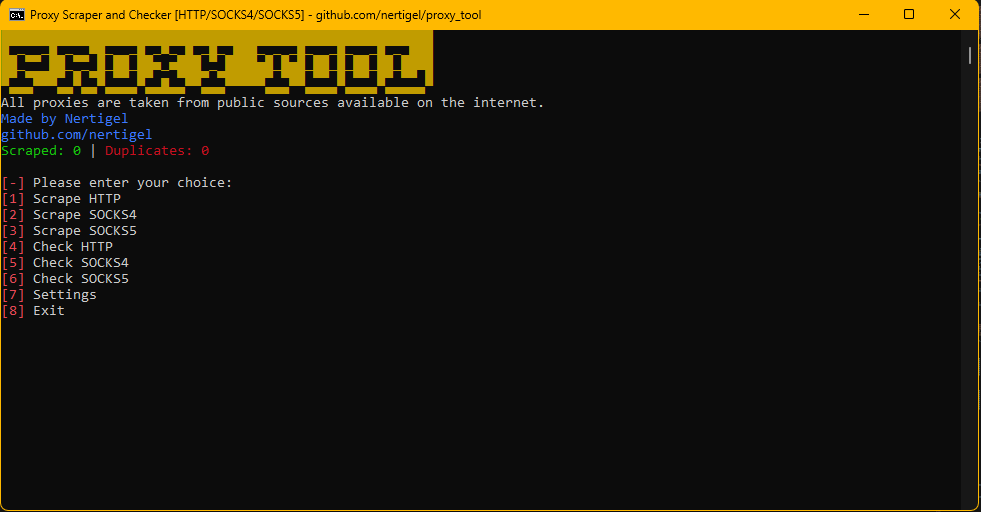 Proxy Scraper and Checker [HTTP/SOCKS4/SOCKS5] - github.com/nertigel/proxy_tool
PROXY TOOL
All proxies are taken from public sources available on the internet.
Made by Nertigel
github.com/nertigel
Scraped: 0 | Duplicates: 0
[-] Please enter your choice:
[1] Scrape HTTP
[2] Scrape SOCKS4
[3] Scrape SOCKS5
[4] Check HTTP
[5] Check SOCKS4
[6] Check SOCKS5
[7] Settings
[8] Exit